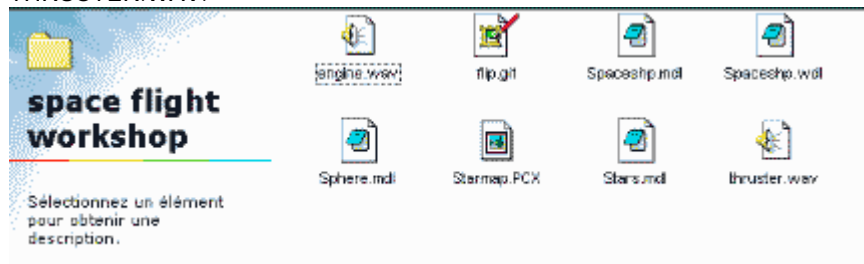 space flight
workshop
Sélectionnez un élément
pour obtenir une
description.
engine.wav
flip.gif
Spaceshp.mdl
Spaceshp.wdl
Sphere.mdl
Starmap.PCX
Stars.mdl
thruster.wav